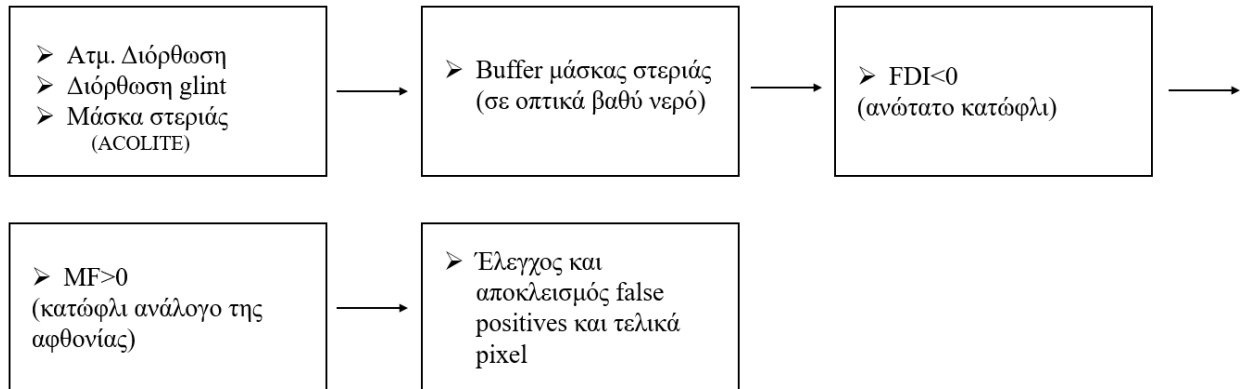 ➢ Ατμ. Διόρθωση
➢ Διόρθωση glint
➢ Μάσκα στεριάς
(ACOLITE)
➢ Buffer μάσκας στεριάς
(σε οπτικά βαθύ νερό)
➢ FDI<0
(ανώτατο κατώφλι)
➢ MF>0
(κατώφλι ανάλογο της
αφθονίας)
➢ Έλεγχος και
αποκλεισμός false
positives και τελικά
pixel